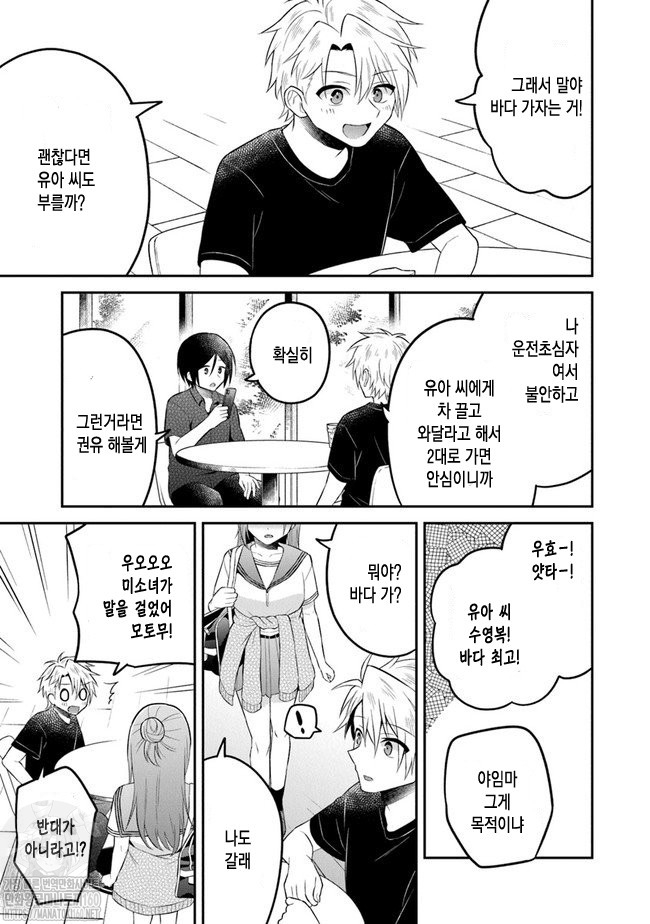 그래서 말야
바다 가자는 거!
괜찮다면
유아 씨도
부를까?
나
운전초심자
여서
불안하고
유아 씨에게
차 끌고
와달라고 해서
2대로 가면
안심이니까
확실히
그런거라면
권유 해볼게
우효~!
얏타~!
유아 씨
수영복!
바다 최고!
야임마
그게
목적이냐
뭐야?
바다 가?
!
나도
갈래
우오오오
미소녀가
말을 걸었어
모토무!
반대가
아니라고!?
HTTPS://MANATOKI160.COM